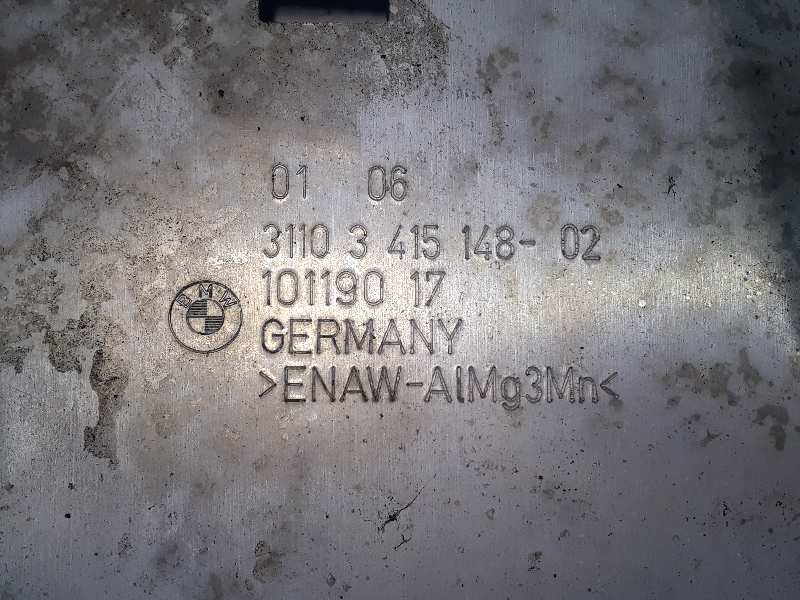 01 06
3110 3 415 148- 02
101190 17
BMW
GERMANY
>ENAW-AlMg3Mn<